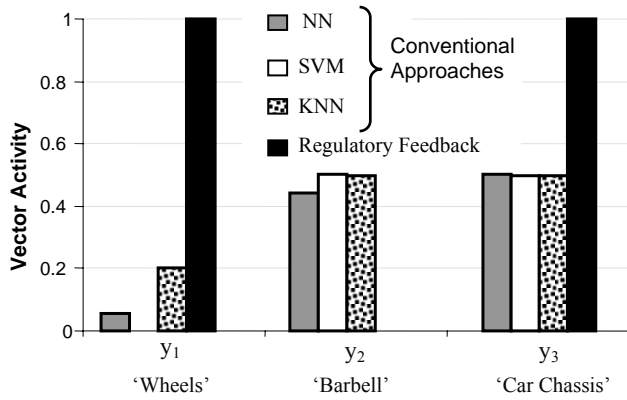 1
0.8
0.6
0.4
0.2
0
Vector Activity
NN
SVM
KNN
Conventional
Approaches
Regulatory Feedback
y₁
y₂
y₃
‘Wheels’
‘Barbell’
‘Car Chassis’